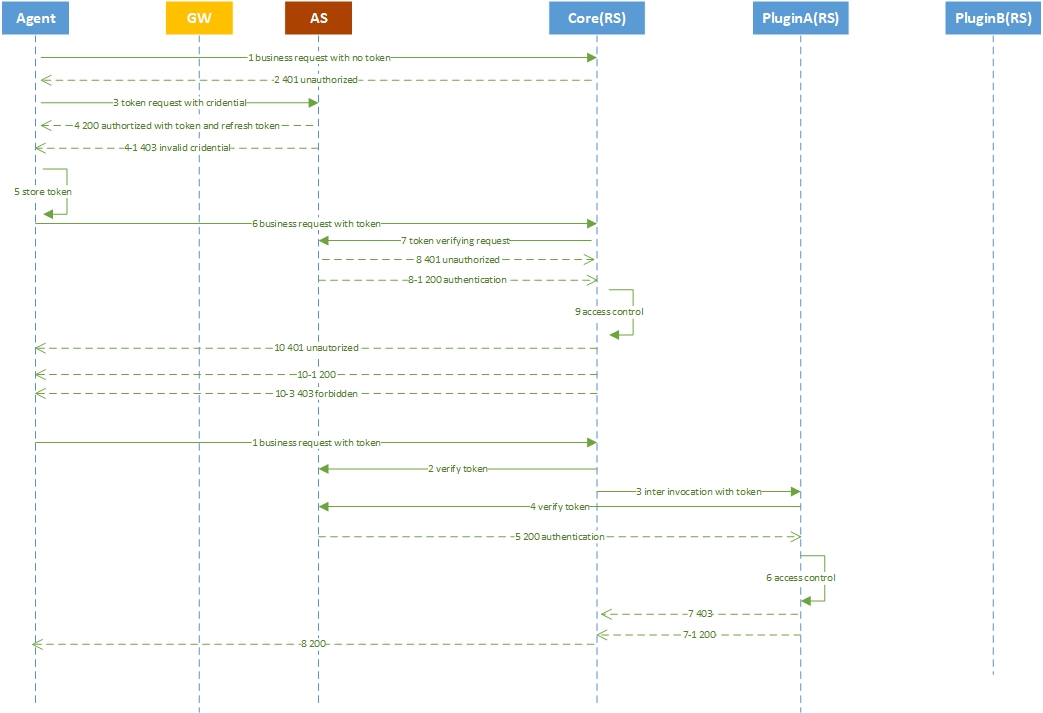 Agent
GW
AS
Core(RS)
PluginA(RS)
PluginB(RS)
1 business request with no token
2 401 unauthorized
3 token request with cridential
4 200 authortized with token and refresh token
4-1 403 invalid cridential
5 store token
6 business request with token
7 token verifying request
8 401 unauthorized
8-1 200 authentication
9 access control
10 401 unautorized
10-1 200
10-3 403 forbidden
1 business request with token
2 verify token
3 inter invocation with token
4 verify token
5 200 authentication
6 access control
7 403
7-1 200
8 200